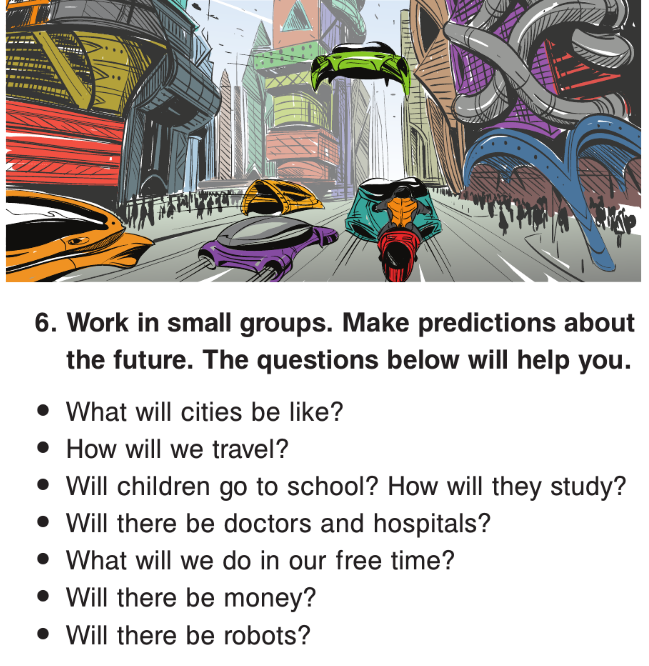 6. Work in small groups. Make predictions about
the future. The questions below will help you.
• What will cities be like?
• How will we travel?
• Will children go to school? How will they study?
• Will there be doctors and hospitals?
• What will we do in our free time?
• Will there be money?
• Will there be robots?